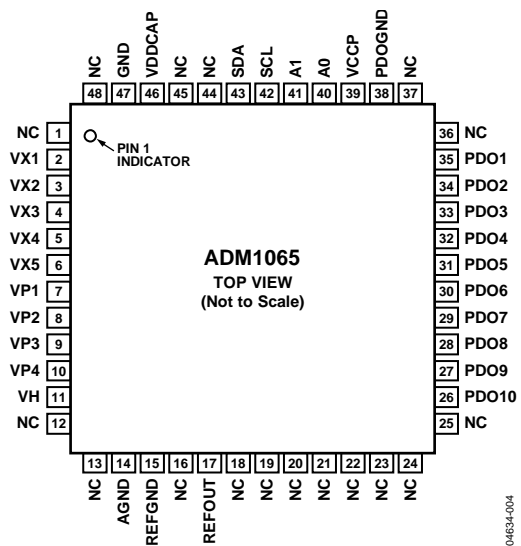 NC
GND
VDDCAP
NC
NC
SDA
SCL
A1
A0
VCCP
PDOGND
NC
48 47 46 45 44 43 42 41 40 39 38 37
NC 1
VX1 2
VX2 3
VX3 4
VX4 5
VX5 6
VP1 7
VP2 8
VP3 9
VP4 10
VH 11
NC 12
PIN 1
INDICATOR
ADM1065
TOP VIEW
(Not to Scale)
36 NC
35 PDO1
34 PDO2
33 PDO3
32 PDO4
31 PDO5
30 PDO6
29 PDO7
28 PDO8
27 PDO9
26 PDO10
25 NC
13 14 15 16 17 18 19 20 21 22 23 24
NC
AGND
REFGND
NC
REFOUT
NC
NC
NC
NC
NC
NC
NC
04634-004